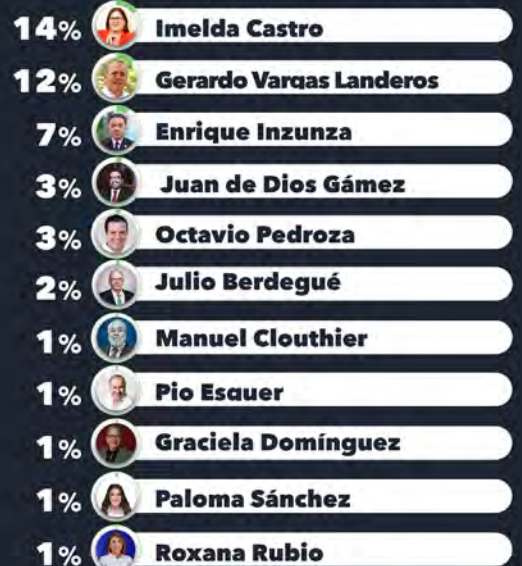 14% Imelda Castro
12% Gerardo Vargas Landeros
7% Enrique Inzunza
3% Juan de Dios Gámez
3% Octavio Pedroza
2% Julio Berdegué
1% Manuel Clouthier
1% Pio Esquer
1% Graciela Domínguez
1% Paloma Sánchez
1% Roxana Rubio